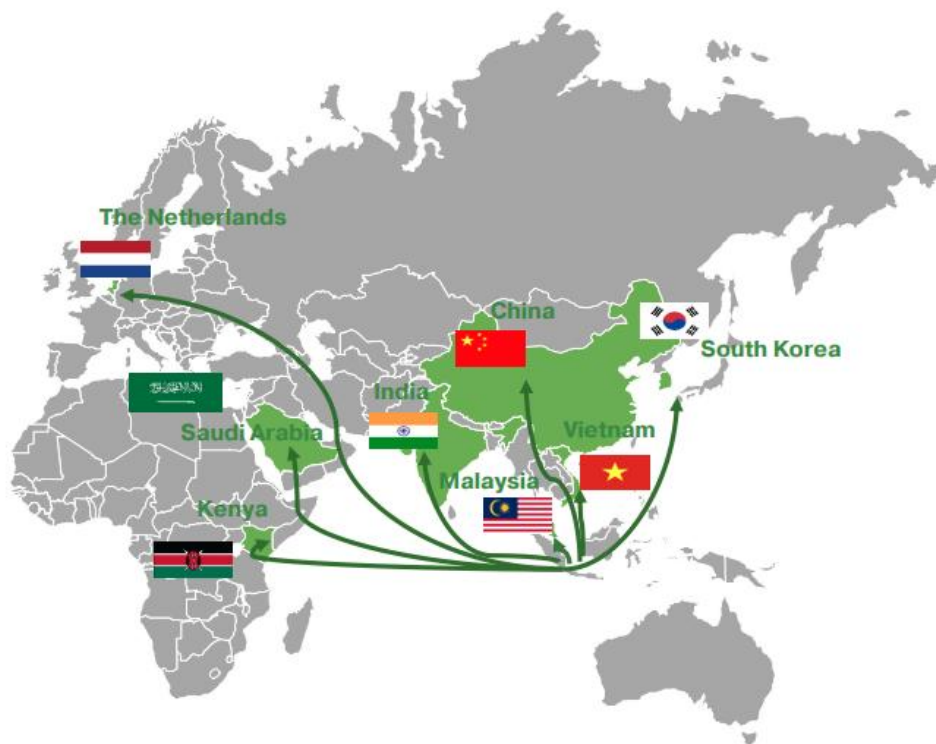 The Netherlands
China
South Korea
India
Saudi Arabia
Vietnam
Malaysia
Kenya